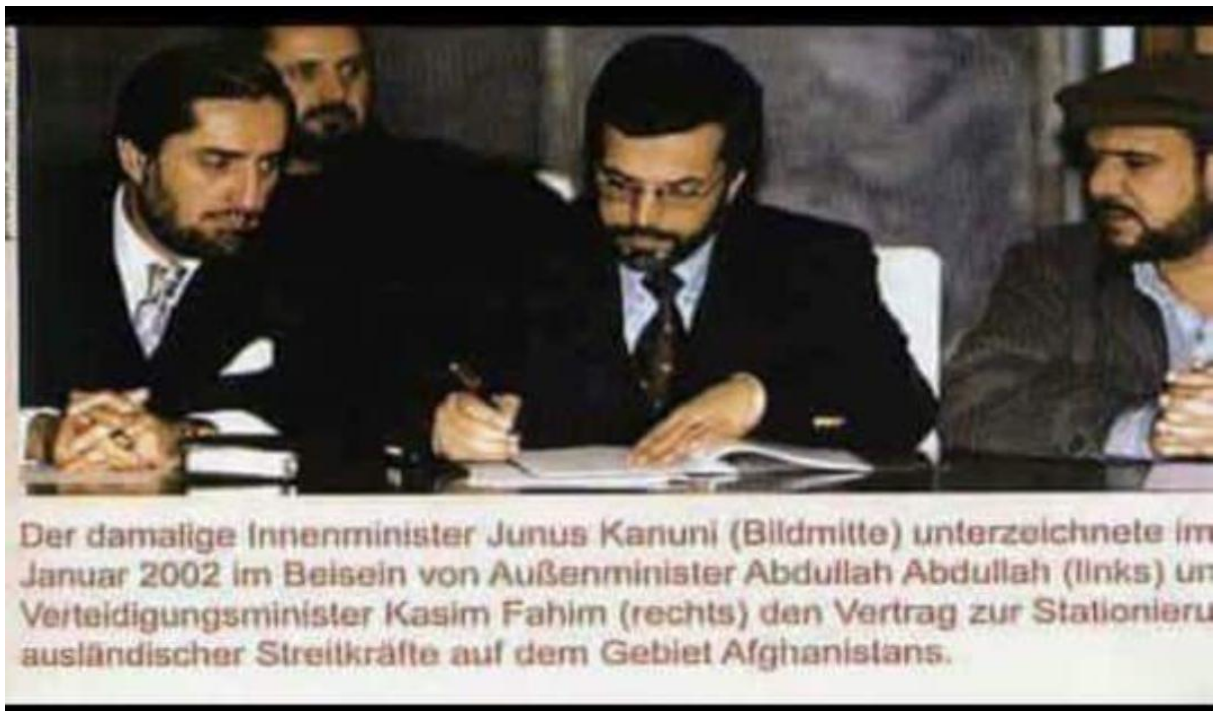 Der damalige Innenminister Junus Kanuni (Bildmitte) unterzeichnete im
Januar 2002 im Beisein von Außenminister Abdullah Abdullah (links) un
Verteidigungsminister Kasim Fahim (rechts) den Vertrag zur Stationieru
ausländischer Streitkräfte auf dem Gebiet Afghanistans.